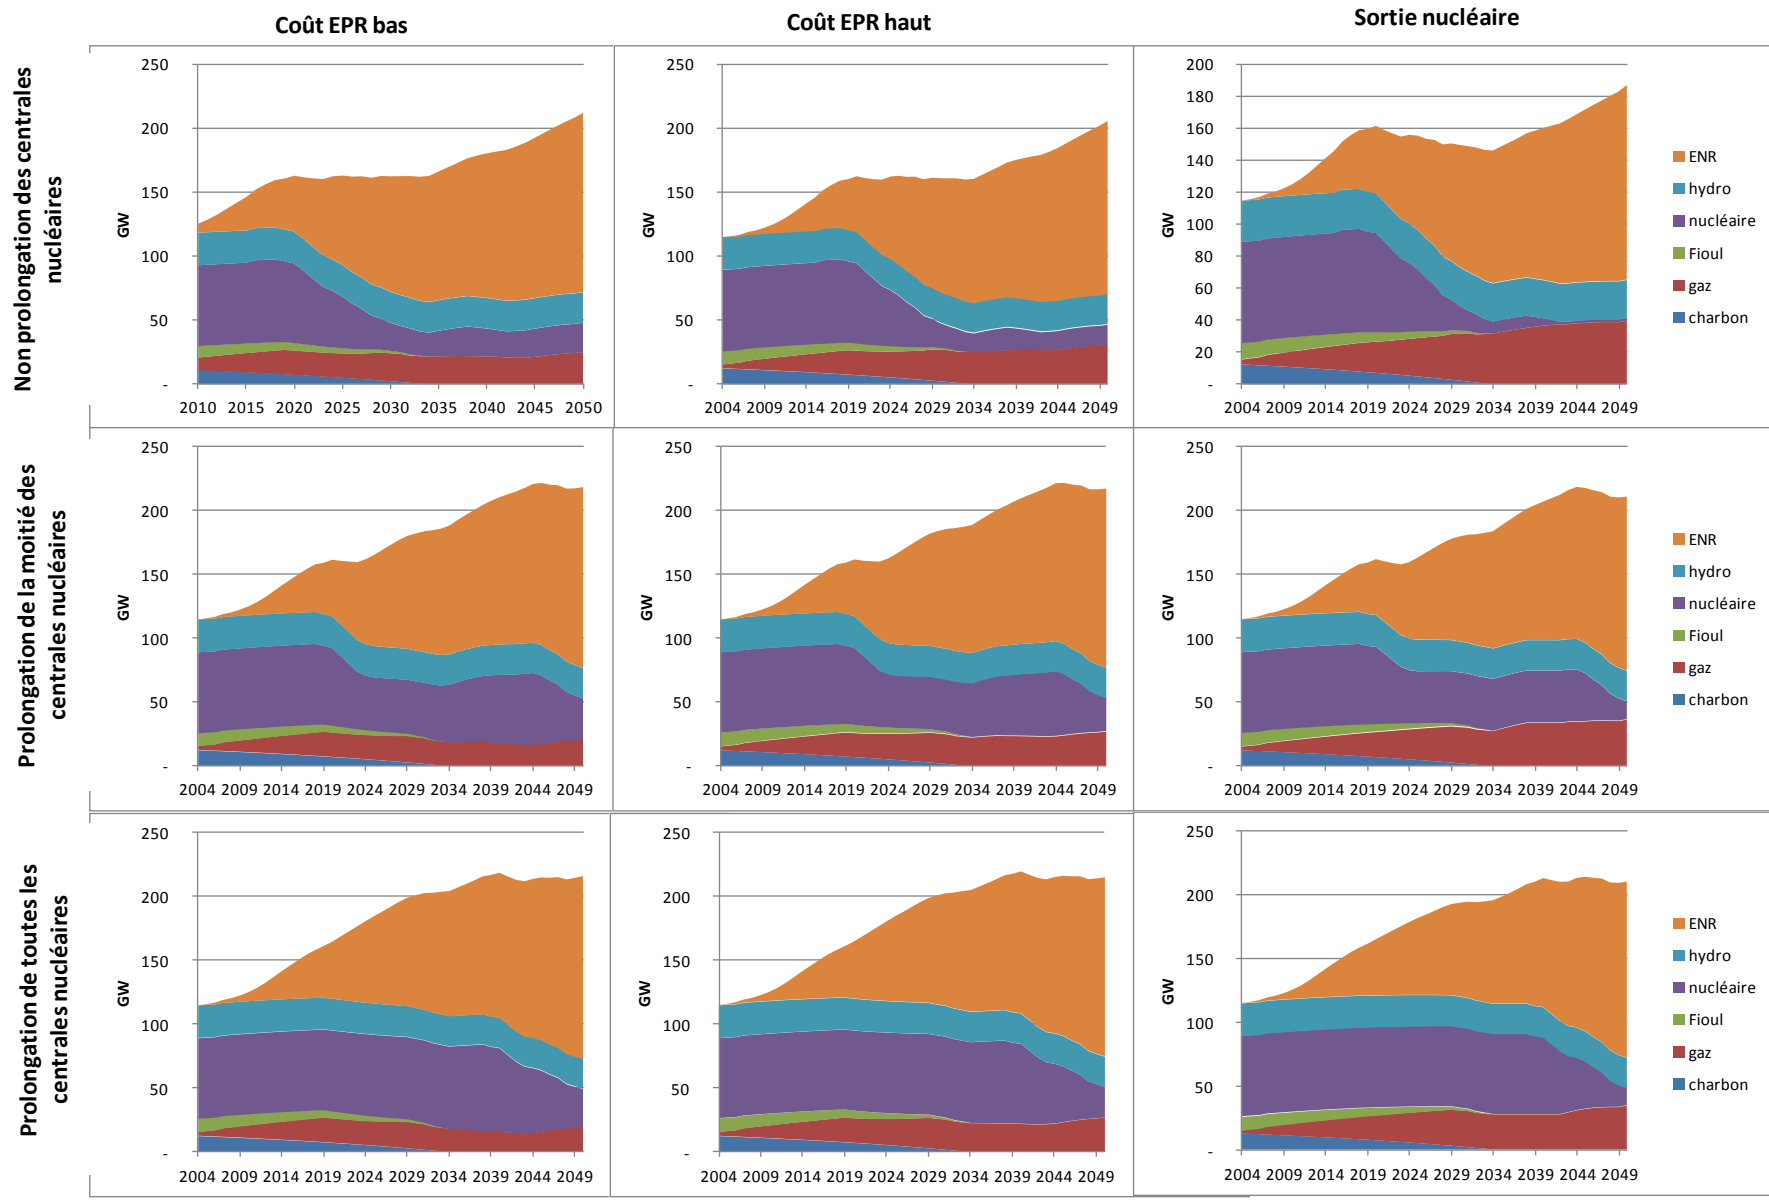 Coût EPR bas
Coût EPR haut
Sortie nucléaire
Non prolongation des centrales
nucléaires
250
200
150
100
50
-
GW
2010 2015 2020 2025 2030 2035 2040 2045 2050
250
200
150
100
50
-
GW
2004 2009 2014 2019 2024 2029 2034 2039 2044 2049
200
180
160
140
120
100
80
60
40
20
-
GW
2004 2009 2014 2019 2024 2029 2034 2039 2044 2049
ENR
hydro
nucléaire
Fioul
gaz
charbon
Prolongation de la moitié des
centrales nucléaires
250
200
150
100
50
-
GW
2004 2009 2014 2019 2024 2029 2034 2039 2044 2049
250
200
150
100
50
-
GW
2004 2009 2014 2019 2024 2029 2034 2039 2044 2049
250
200
150
100
50
-
GW
2004 2009 2014 2019 2024 2029 2034 2039 2044 2049
ENR
hydro
nucléaire
Fioul
gaz
charbon
Prolongation de toutes les
centrales nucléaires
250
200
150
100
50
-
GW
2004 2009 2014 2019 2024 2029 2034 2039 2044 2049
250
200
150
100
50
-
GW
2004 2009 2014 2019 2024 2029 2034 2039 2044 2049
250
200
150
100
50
-
GW
2004 2009 2014 2019 2024 2029 2034 2039 2044 2049
ENR
hydro
nucléaire
Fioul
gaz
charbon